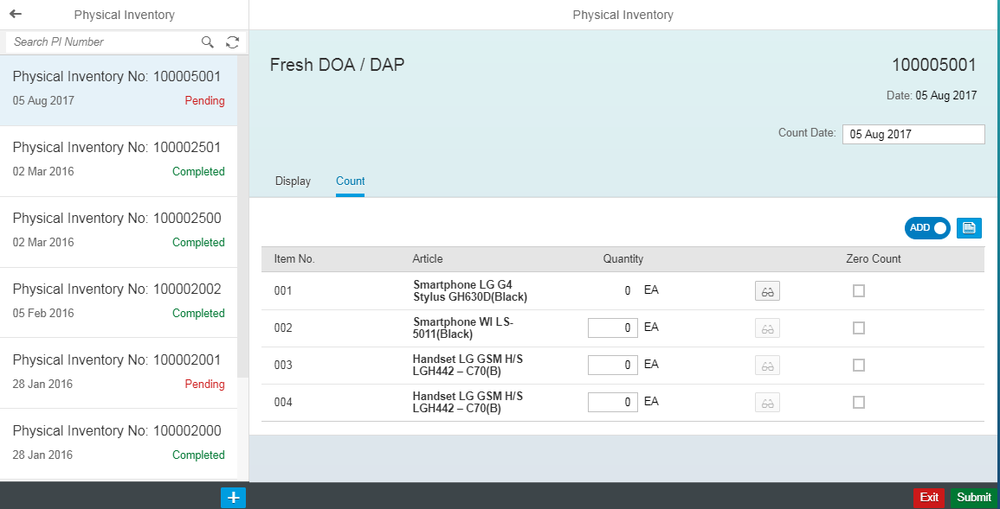 Physical Inventory
Search PI Number
Physical Inventory No: 100005001
05 Aug 2017 Pending
Physical Inventory No: 100002501
02 Mar 2016 Completed
Physical Inventory No: 100002500
02 Mar 2016 Completed
Physical Inventory No: 100002002
05 Feb 2016 Completed
Physical Inventory No: 100002001
28 Jan 2016 Pending
Physical Inventory No: 100002000
28 Jan 2016 Completed
Physical Inventory
Fresh DOA / DAP 100005001
Date: 05 Aug 2017
Count Date: 05 Aug 2017
Display Count
ADD
Item No. Article Quantity Zero Count
001 Smartphone LG G4
Stylus GH630D(Black) 0 EA
002 Smartphone WI LS-
5011(Black) 0 EA
003 Handset LG GSM H/S
LGH442 – C70(B) 0 EA
004 Handset LG GSM H/S
LGH442 – C70(B) 0 EA
+
Exit Submit